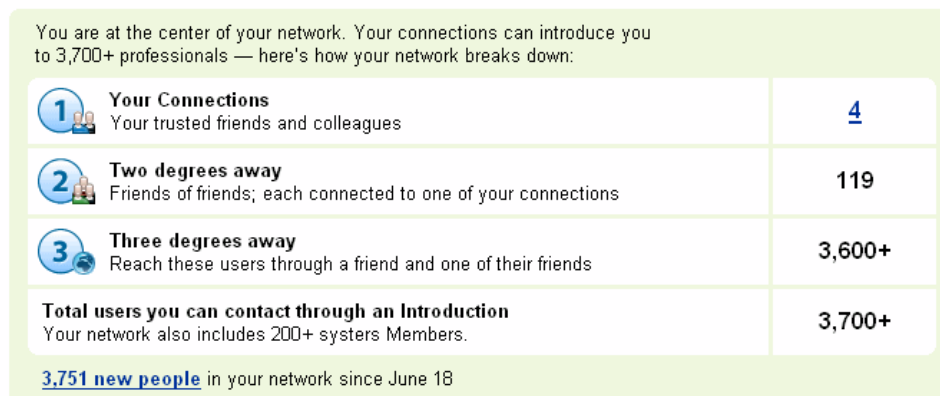 You are at the center of your network. Your connections can introduce you
to 3,700+ professionals — here's how your network breaks down:
1
Your Connections
Your trusted friends and colleagues
4
2
Two degrees away
Friends of friends; each connected to one of your connections
119
3
Three degrees away
Reach these users through a friend and one of their friends
3,600+
Total users you can contact through an Introduction
Your network also includes 200+ systers Members.
3,700+
3,751 new people in your network since June 18